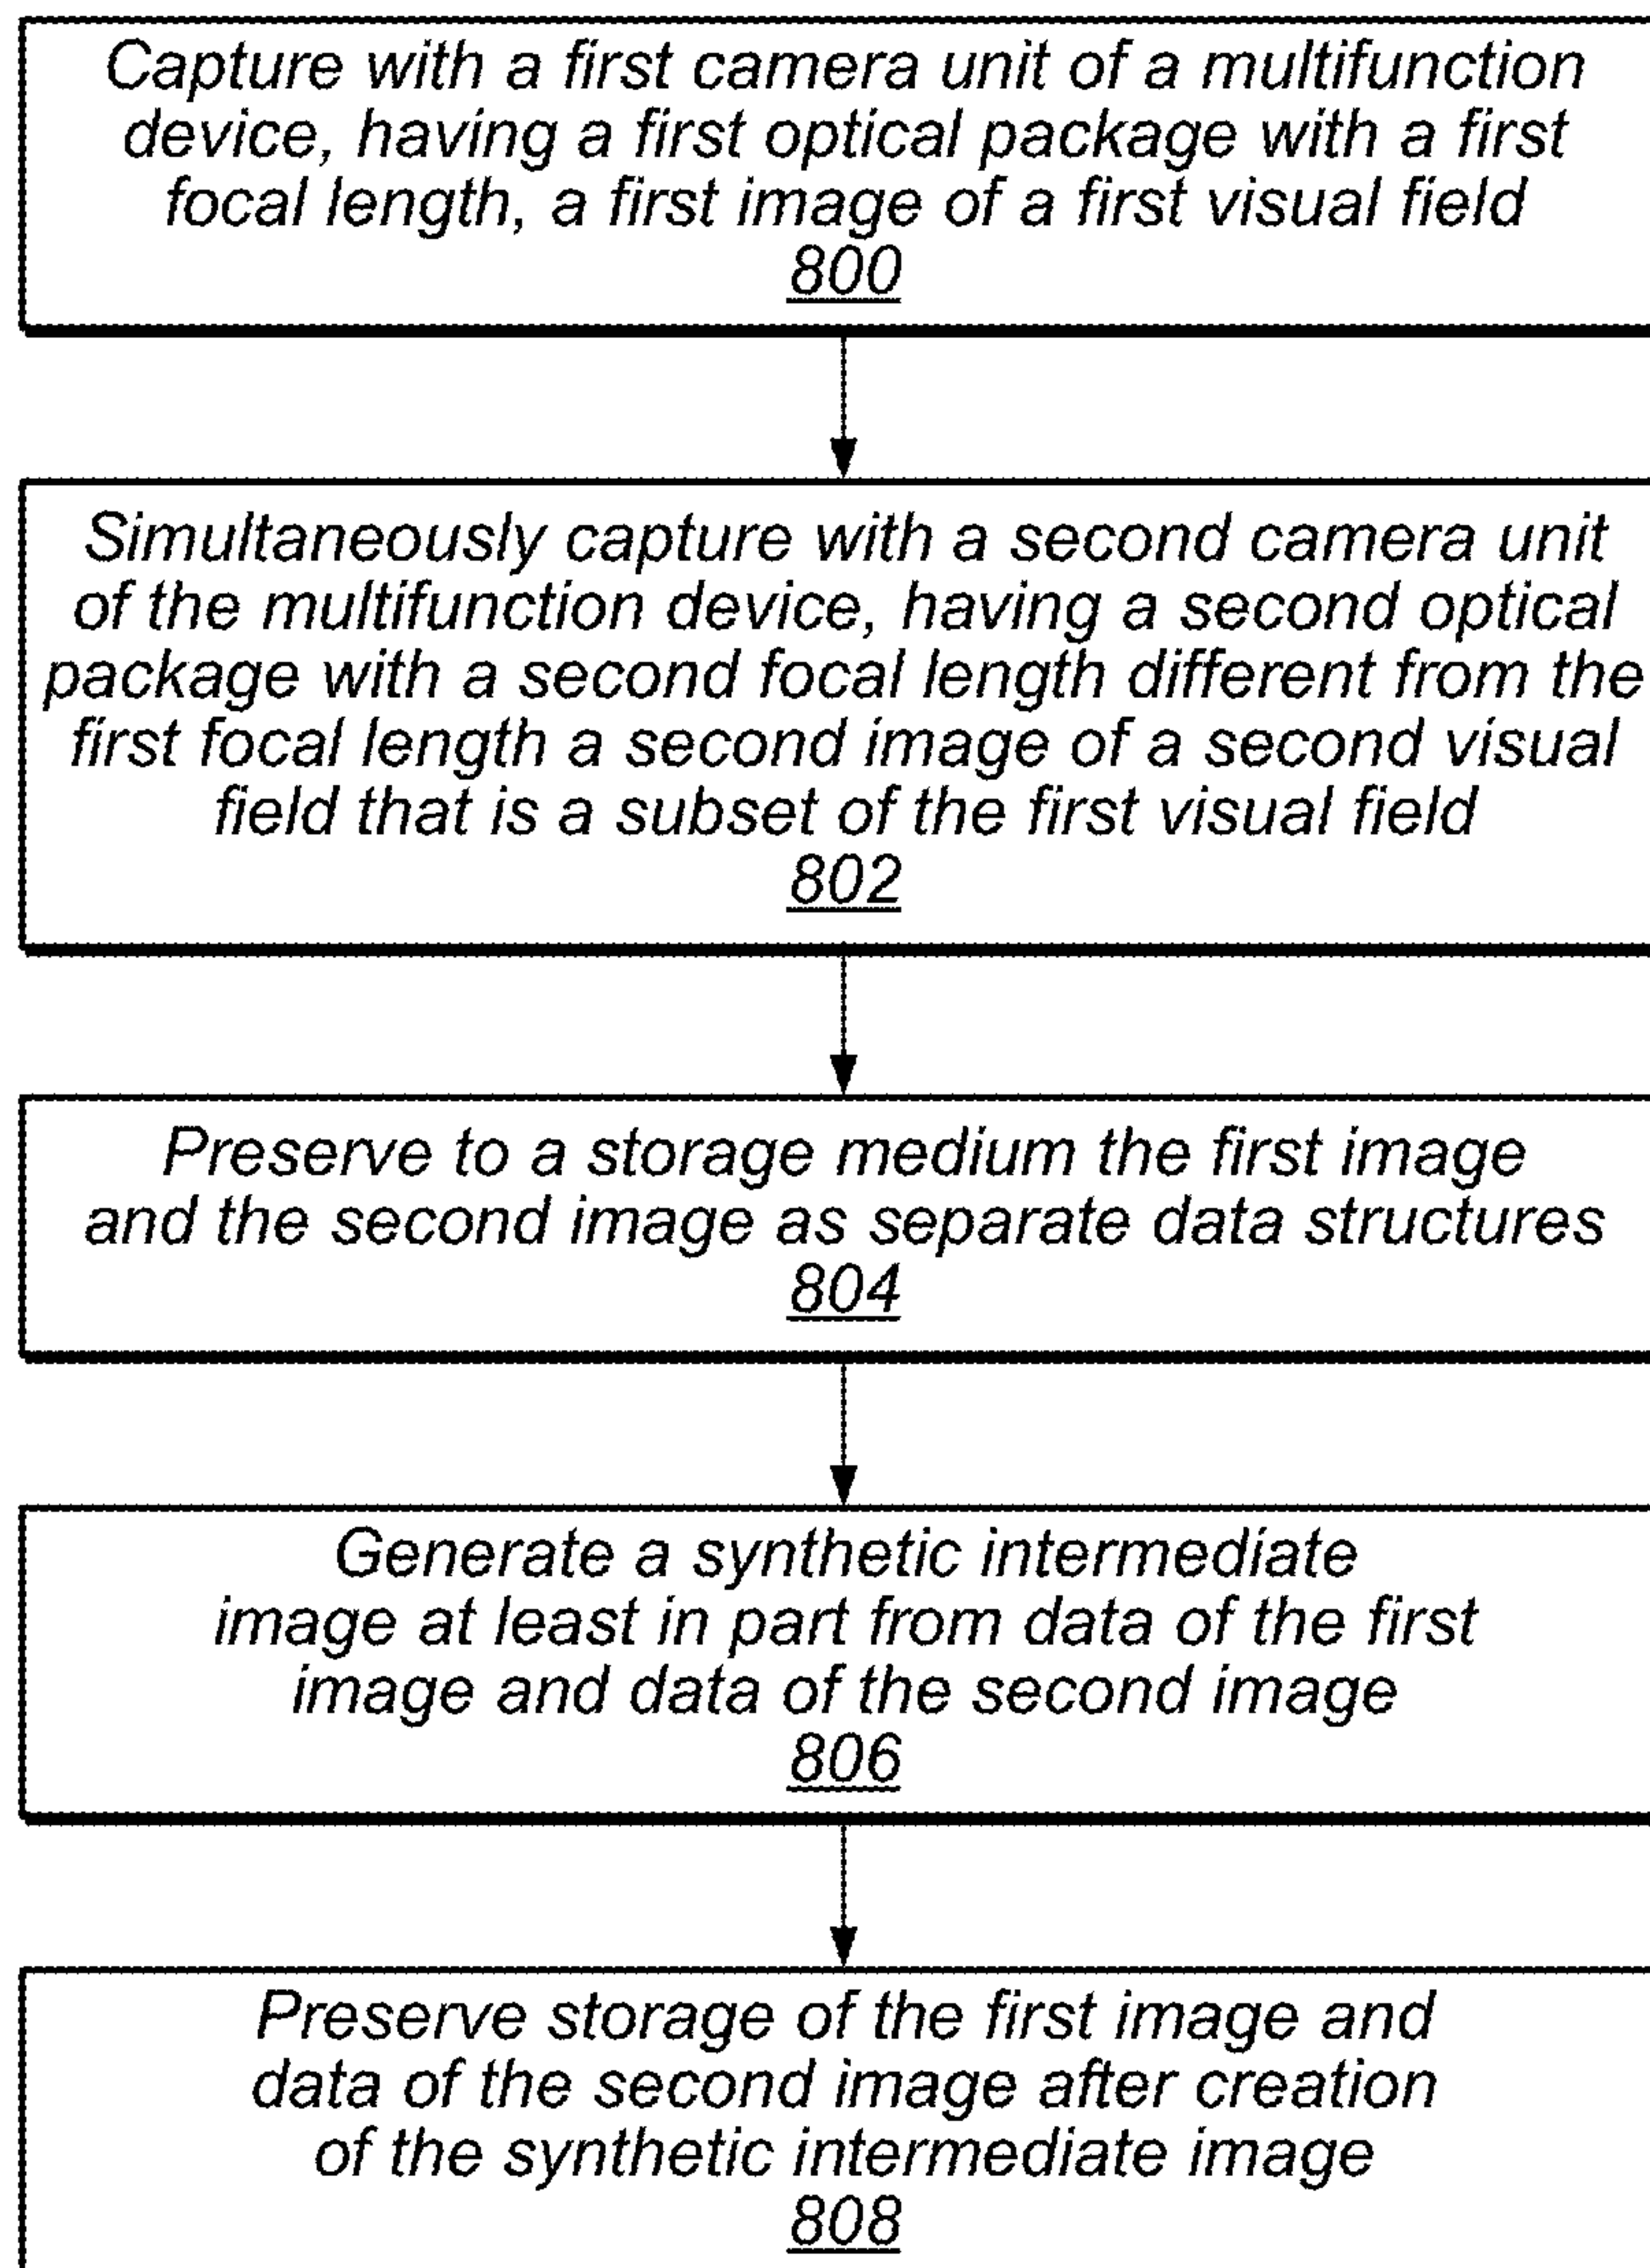 Capture with a first camera unit of a multifunction
device, having a first optical package with a first
focal length, a first image of a first visual field
800
Simultaneously capture with a second camera unit
of the multifunction device, having a second optical
package with a second focal length different from the
first focal length a second image of a second visual
field that is a subset of the first visual field
802
Preserve to a storage medium the first image
and the second image as separate data structures
804
Generate a synthetic intermediate
image at least in part from data of the first
image and data of the second image
806
Preserve storage of the first image and
data of the second image after creation
of the synthetic intermediate image
808